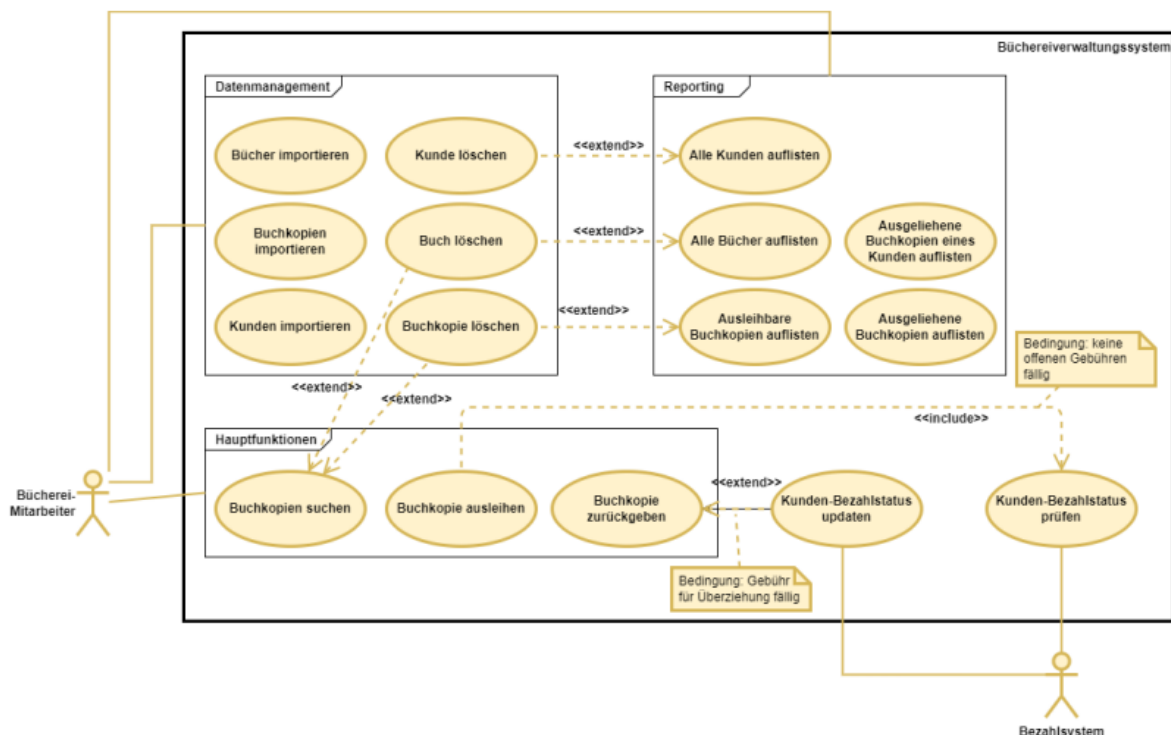 Büchereiverwaltungssystem
Datenmanagement
Reporting
Bücher importieren
Kunde löschen
<<extend>>
Alle Kunden auflisten
Buchkopien
importieren
Buch löschen
<<extend>>
Alle Bücher auflisten
Ausgeliehene
Buchkopien eines
Kunden auflisten
Kunden importieren
Buchkopie löschen
<<extend>>
Ausleihbare
Buchkopien auflisten
Ausgeliehene
Buchkopien auflisten
Bedingung: keine
offenen Gebühren
fällig
<<extend>>
<<extend>>
<<include>>
Hauptfunktionen
Bücherei-
Mitarbeiter
Buchkopien suchen
Buchkopie ausleihen
Buchkopie
zurückgeben
<<extend>>
Kunden-Bezahlstatus
updaten
Kunden-Bezahlstatus
prüfen
Bedingung: Gebühr
für Überziehung fällig
Bezahlsystem